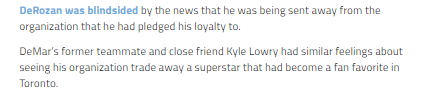 DeRozan was blindsided by the news that he was being sent away from the
organization that he had pledged his loyalty to.
DeMar's former teammate and close friend Kyle Lowry had similar feelings about
seeing his organization trade away a superstar that had become a fan favorite in
Toronto.